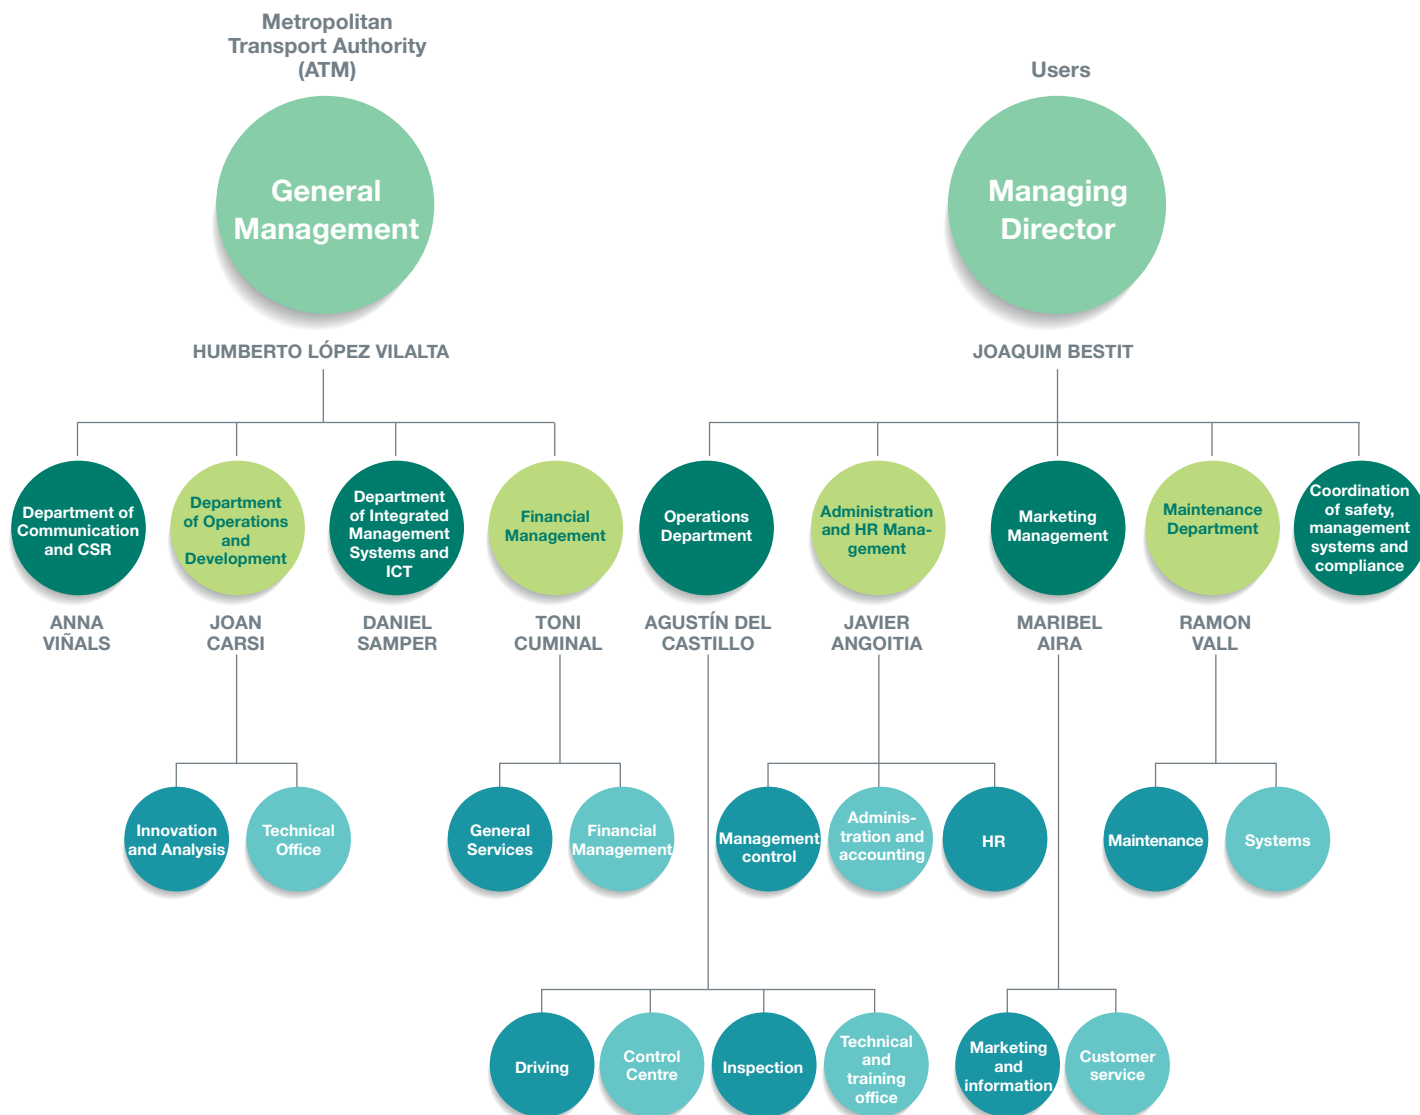 Metropolitan
Transport Authority
(ATM)
Users
General
Management
Managing
Director
HUMBERTO LÓPEZ VILALTA
JOAQUIM BESTIT
Department of
Communication
and CSR
Department
of Operations
and
Development
Department
of Integrated
Management
Systems and
ICT
Financial
Management
Operations
Department
Administration
and HR Mana-
gement
Marketing
Management
Maintenance
Department
Coordination
of safety,
management
systems and
compliance
ANNA
VIÑALS
JOAN
CARSI
DANIEL
SAMPER
TONI
CUMINAL
AGUSTÍN DEL
CASTILLO
JAVIER
ANGOITIA
MARIBEL
AIRA
RAMON
VALL
Innovation
and Analysis
Technical
Office
General
Services
Financial
Management
Management
control
Adminis-
tration and
accounting
HR
Maintenance
Systems
Driving
Control
Centre
Inspection
Technical
and
training
office
Marketing
and
information
Customer
service